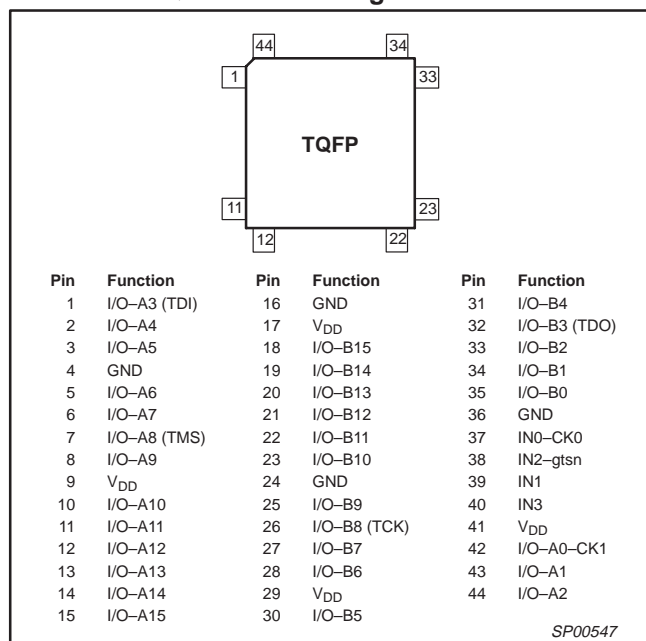 44 34
1 33
TQFP
11 23
12 22
Pin Function Pin Function Pin Function
1 I/O–A3 (TDI) 16 GND 31 I/O–B4
2 I/O–A4 17 VDD 32 I/O–B3 (TDO)
3 I/O–A5 18 I/O–B15 33 I/O–B2
4 GND 19 I/O–B14 34 I/O–B1
5 I/O–A6 20 I/O–B13 35 I/O–B0
6 I/O–A7 21 I/O–B12 36 GND
7 I/O–A8 (TMS) 22 I/O–B11 37 IN0–CK0
8 I/O–A9 23 I/O–B10 38 IN2–gtsn
9 VDD 24 GND 39 IN1
10 I/O–A10 25 I/O–B9 40 IN3
11 I/O–A11 26 I/O–B8 (TCK) 41 VDD
12 I/O–A12 27 I/O–B7 42 I/O–A0–CK1
13 I/O–A13 28 I/O–B6 43 I/O–A1
14 I/O–A14 29 VDD 44 I/O–A2
15 I/O–A15 30 I/O–B5
SP00547